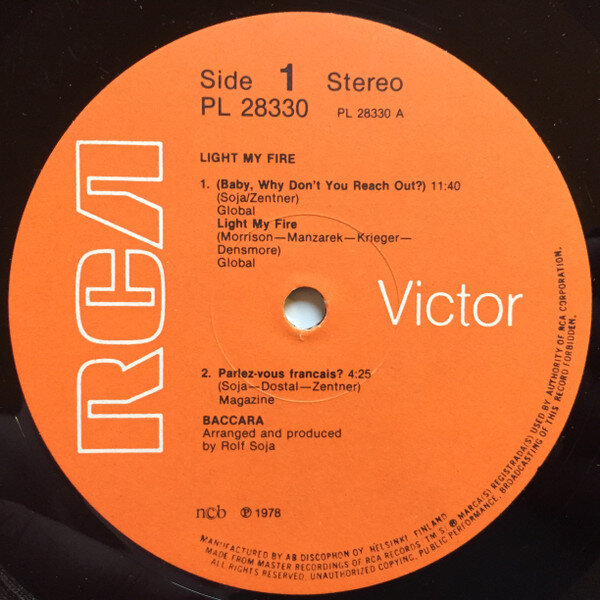 Side 1 Stereo
PL 28330 PL 28330 A
LIGHT MY FIRE
1. (Baby, Why Don't You Reach Out?) 11:40
(Soja/Zentner)
Global
Light My Fire
(Morrison—Manzarek—Krieger—
Densmore)
Global
RCA
Victor
2. Parlez-vous francais? 4:25
(Soja—Dostal—Zentner)
Magazine
BACCARA
Arranged and produced
by Rolf Soja
ncb ℗ 1978
MANUFACTURED BY AB DISCOPHON OY, HELSINKI, FINLAND
MADE FROM MASTER RECORDINGS OF RCA RECORDS. TM(S) ® MARCA(S) REGISTRADA(S) USED BY AUTHORITY OF RCA CORPORATION.
ALL RIGHTS RESERVED. UNAUTHORIZED COPYING, PUBLIC PERFORMANCE, BROADCASTING OF THIS RECORD FORBIDDEN.